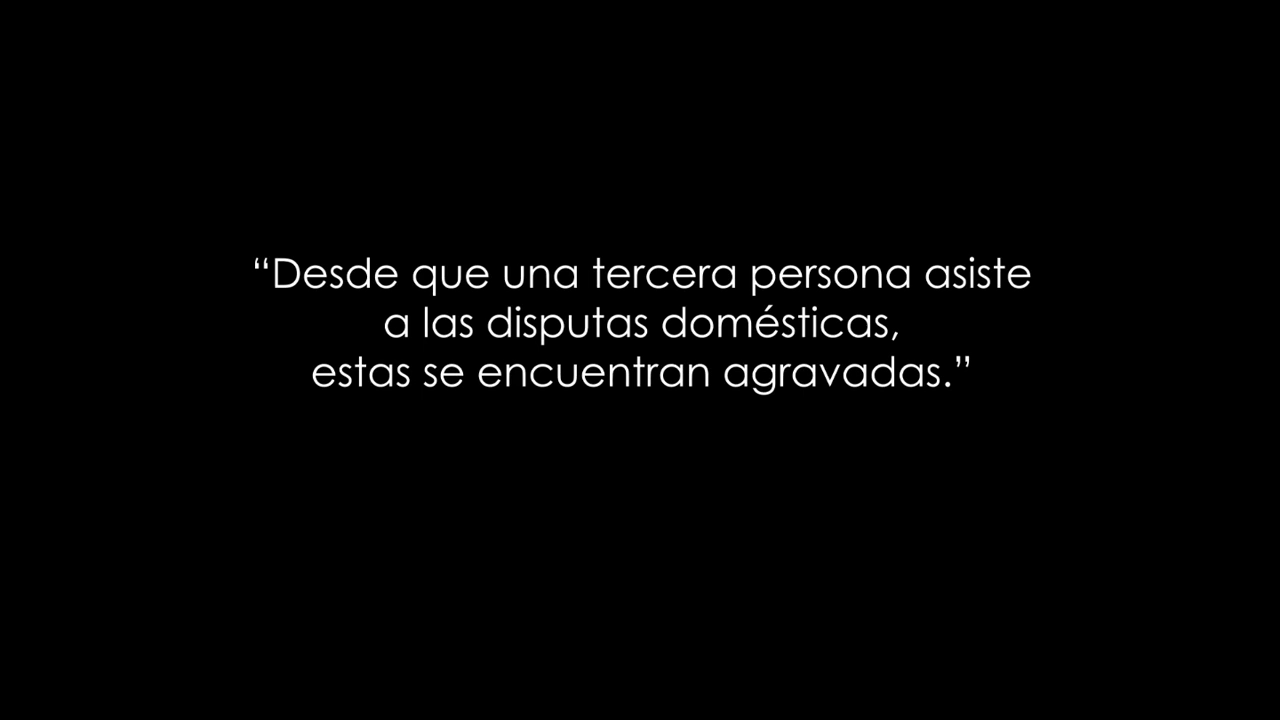 “Desde que una tercera persona asiste
a las disputas domésticas,
estas se encuentran agravadas.”